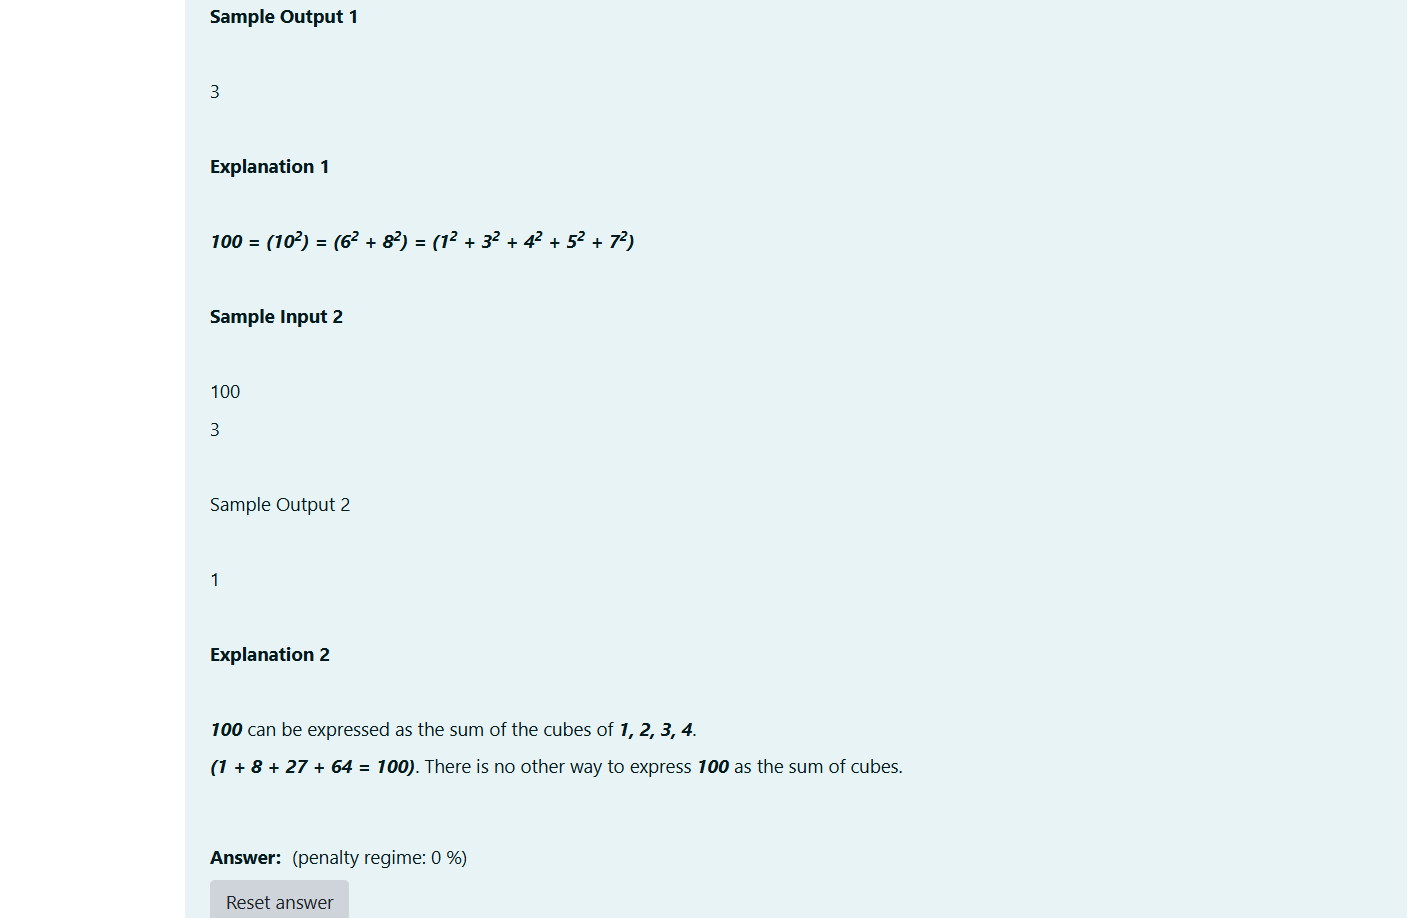 Sample Output 1
3
Explanation 1
100 = (10²) = (6² + 8²) = (1² + 3² + 4² + 5² + 7²)
Sample Input 2
100
3
Sample Output 2
1
Explanation 2
100 can be expressed as the sum of the cubes of 1, 2, 3, 4.
(1 + 8 + 27 + 64 = 100). There is no other way to express 100 as the sum of cubes.
Answer: (penalty regime: 0 %)
Reset answer